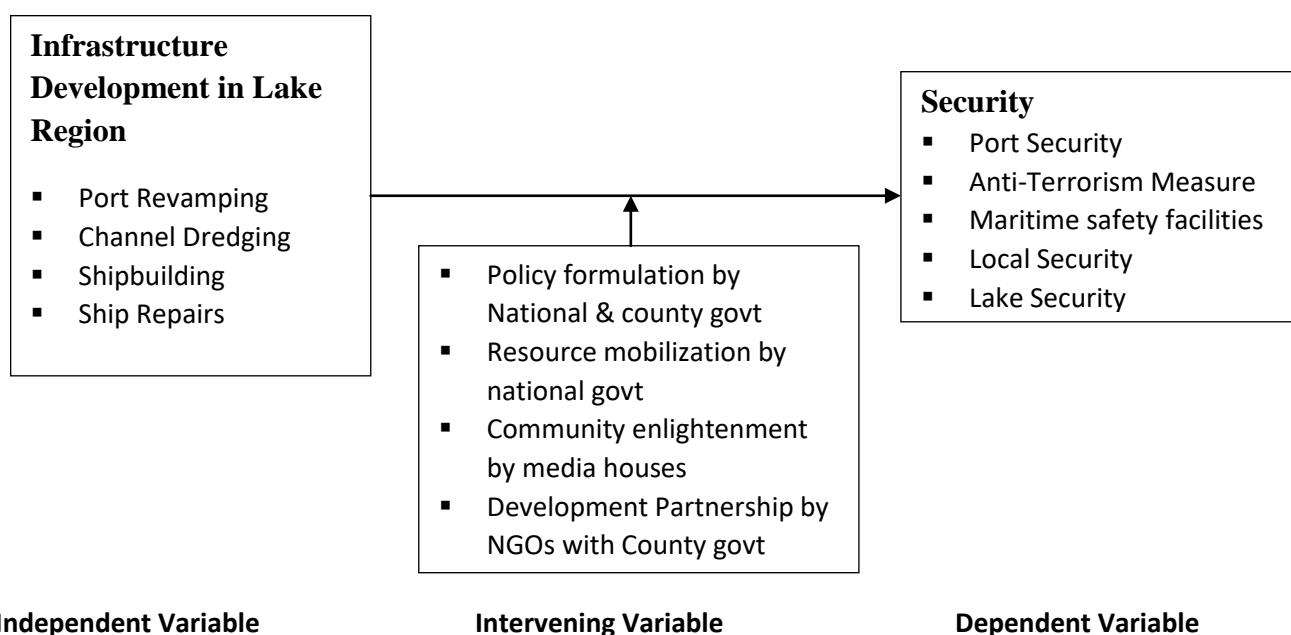 Infrastructure
Development in Lake
Region
▪ Port Revamping
▪ Channel Dredging
▪ Shipbuilding
▪ Ship Repairs
▪ Policy formulation by
National & county govt
▪ Resource mobilization by
national govt
▪ Community enlightenment
by media houses
▪ Development Partnership by
NGOs with County govt
Security
▪ Port Security
▪ Anti-Terrorism Measure
▪ Maritime safety facilities
▪ Local Security
▪ Lake Security
Independent Variable
Intervening Variable
Dependent Variable